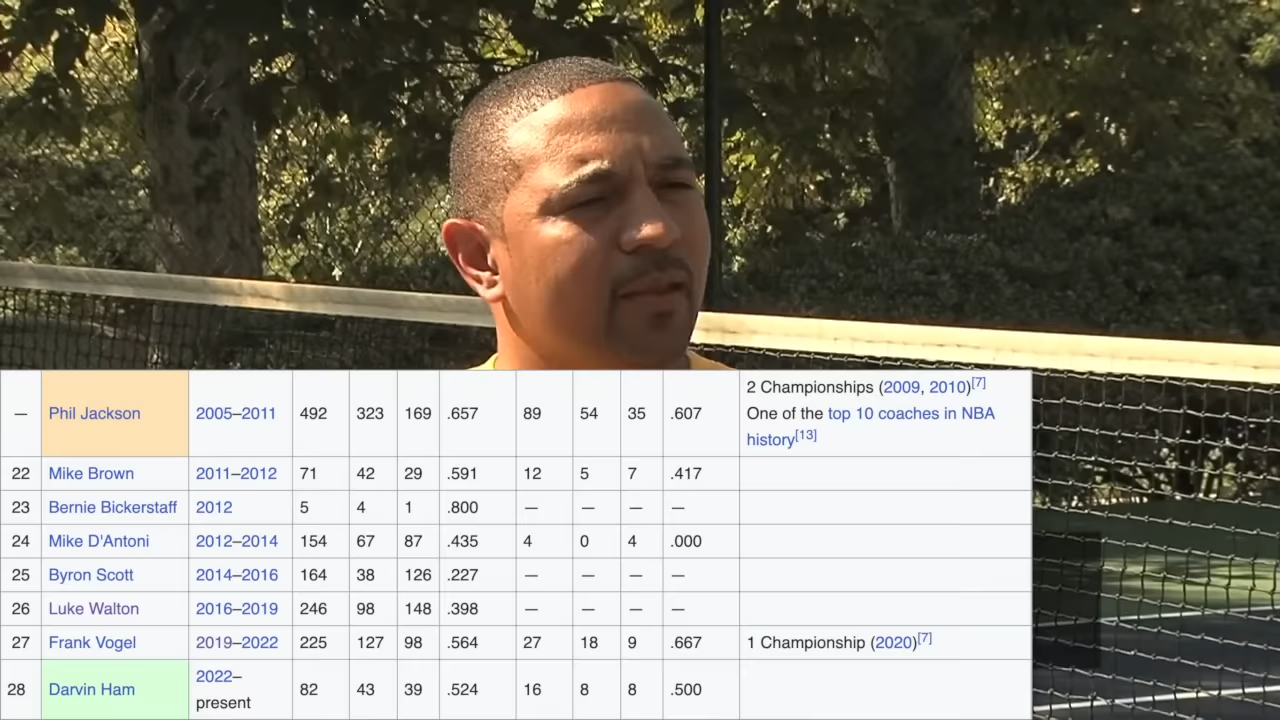 — Phil Jackson 2005–2011 492 323 169 .657 89 54 35 .607 2 Championships (2009, 2010)[7]
One of the top 10 coaches in NBA
history[13]
22 Mike Brown 2011–2012 71 42 29 .591 12 5 7 .417
23 Bernie Bickerstaff 2012 5 4 1 .800 — — — —
24 Mike D'Antoni 2012–2014 154 67 87 .435 4 0 4 .000
25 Byron Scott 2014–2016 164 38 126 .227 — — — —
26 Luke Walton 2016–2019 246 98 148 .398 — — — —
27 Frank Vogel 2019–2022 225 127 98 .564 27 18 9 .667 1 Championship (2020)[7]
28 Darvin Ham 2022–
present 82 43 39 .524 16 8 8 .500